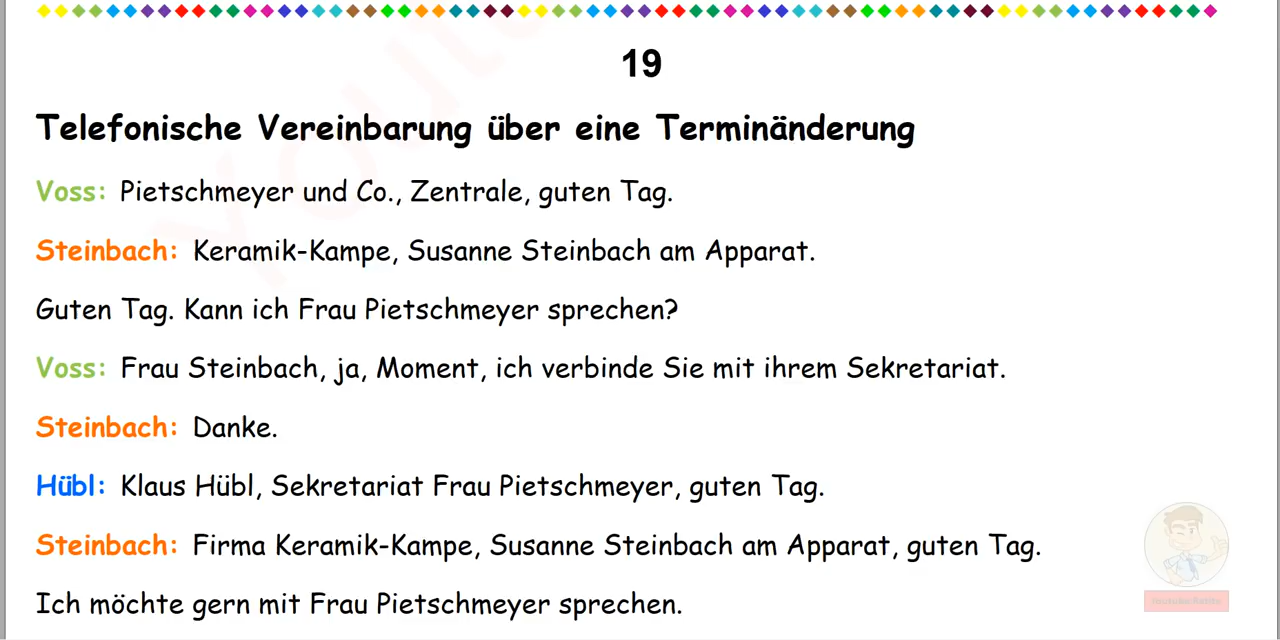 19
Telefonische Vereinbarung über eine Terminänderung
Voss: Pietschmeyer und Co., Zentrale, guten Tag.
Steinbach: Keramik-Kampe, Susanne Steinbach am Apparat.
Guten Tag. Kann ich Frau Pietschmeyer sprechen?
Voss: Frau Steinbach, ja, Moment, ich verbinde Sie mit ihrem Sekretariat.
Steinbach: Danke.
Hübl: Klaus Hübl, Sekretariat Frau Pietschmeyer, guten Tag.
Steinbach: Firma Keramik-Kampe, Susanne Steinbach am Apparat, guten Tag.
Ich möchte gern mit Frau Pietschmeyer sprechen.